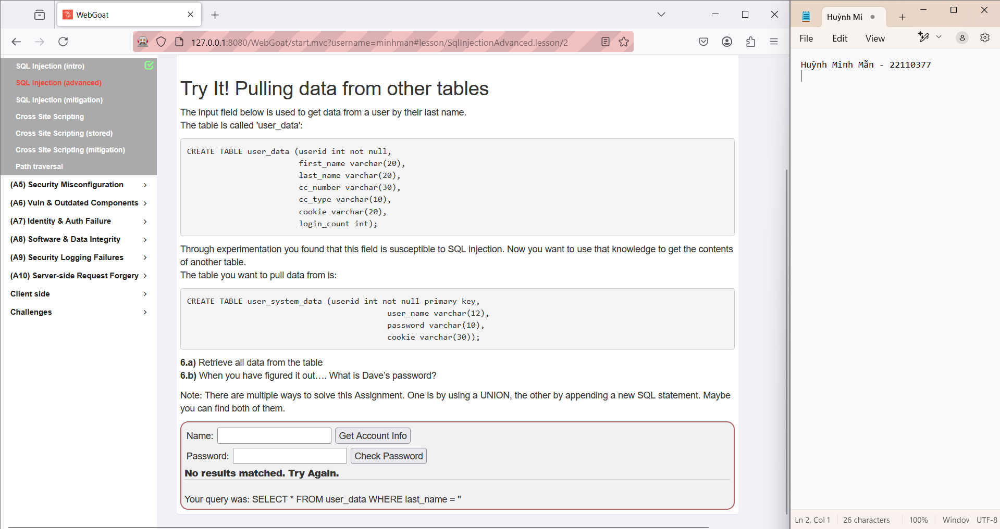 WebGoat
127.0.0.1:8080/WebGoat/start.mvc?username=minhman#lesson/SqlInjectionAdvanced.lesson/2
SQL Injection (intro)
SQL Injection (advanced)
SQL Injection (mitigation)
Cross Site Scripting
Cross Site Scripting (stored)
Cross Site Scripting (mitigation)
Path traversal
(A5) Security Misconfiguration
(A6) Vuln & Outdated Components
(A7) Identity & Auth Failure
(A8) Software & Data Integrity
(A9) Security Logging Failures
(A10) Server-side Request Forgery
Client side
Challenges
Try It! Pulling data from other tables
The input field below is used to get data from a user by their last name.
The table is called 'user_data':
CREATE TABLE user_data (userid int not null,
first_name varchar(20),
last_name varchar(20),
cc_number varchar(30),
cc_type varchar(10),
cookie varchar(20),
login_count int);
Through experimentation you found that this field is susceptible to SQL injection. Now you want to use that knowledge to get the contents
of another table.
The table you want to pull data from is:
CREATE TABLE user_system_data (userid int not null primary key,
user_name varchar(12),
password varchar(10),
cookie varchar(30));
6.a) Retrieve all data from the table
6.b) When you have figured it out…. What is Dave’s password?
Note: There are multiple ways to solve this Assignment. One is by using a UNION, the other by appending a new SQL statement. Maybe
you can find both of them.
Name: Get Account Info
Password: Check Password
No results matched. Try Again.
Your query was: SELECT * FROM user_data WHERE last_name = ''
Huỳnh Mi
File Edit View
Huỳnh Minh Mẫn - 22110377
Ln 2, Col 1 26 characters 100% Window UTF-8